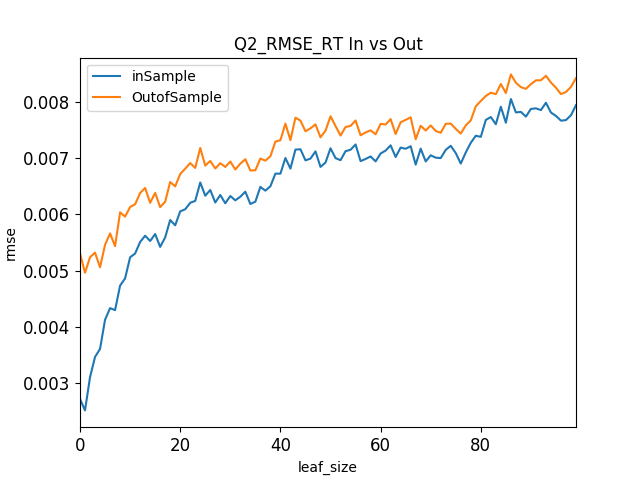 Q2_RMSE_RT In vs Out
inSample
OutofSample
0.008
0.007
0.006
0.005
0.004
0.003
rmse
0 20 40 60 80
leaf_size